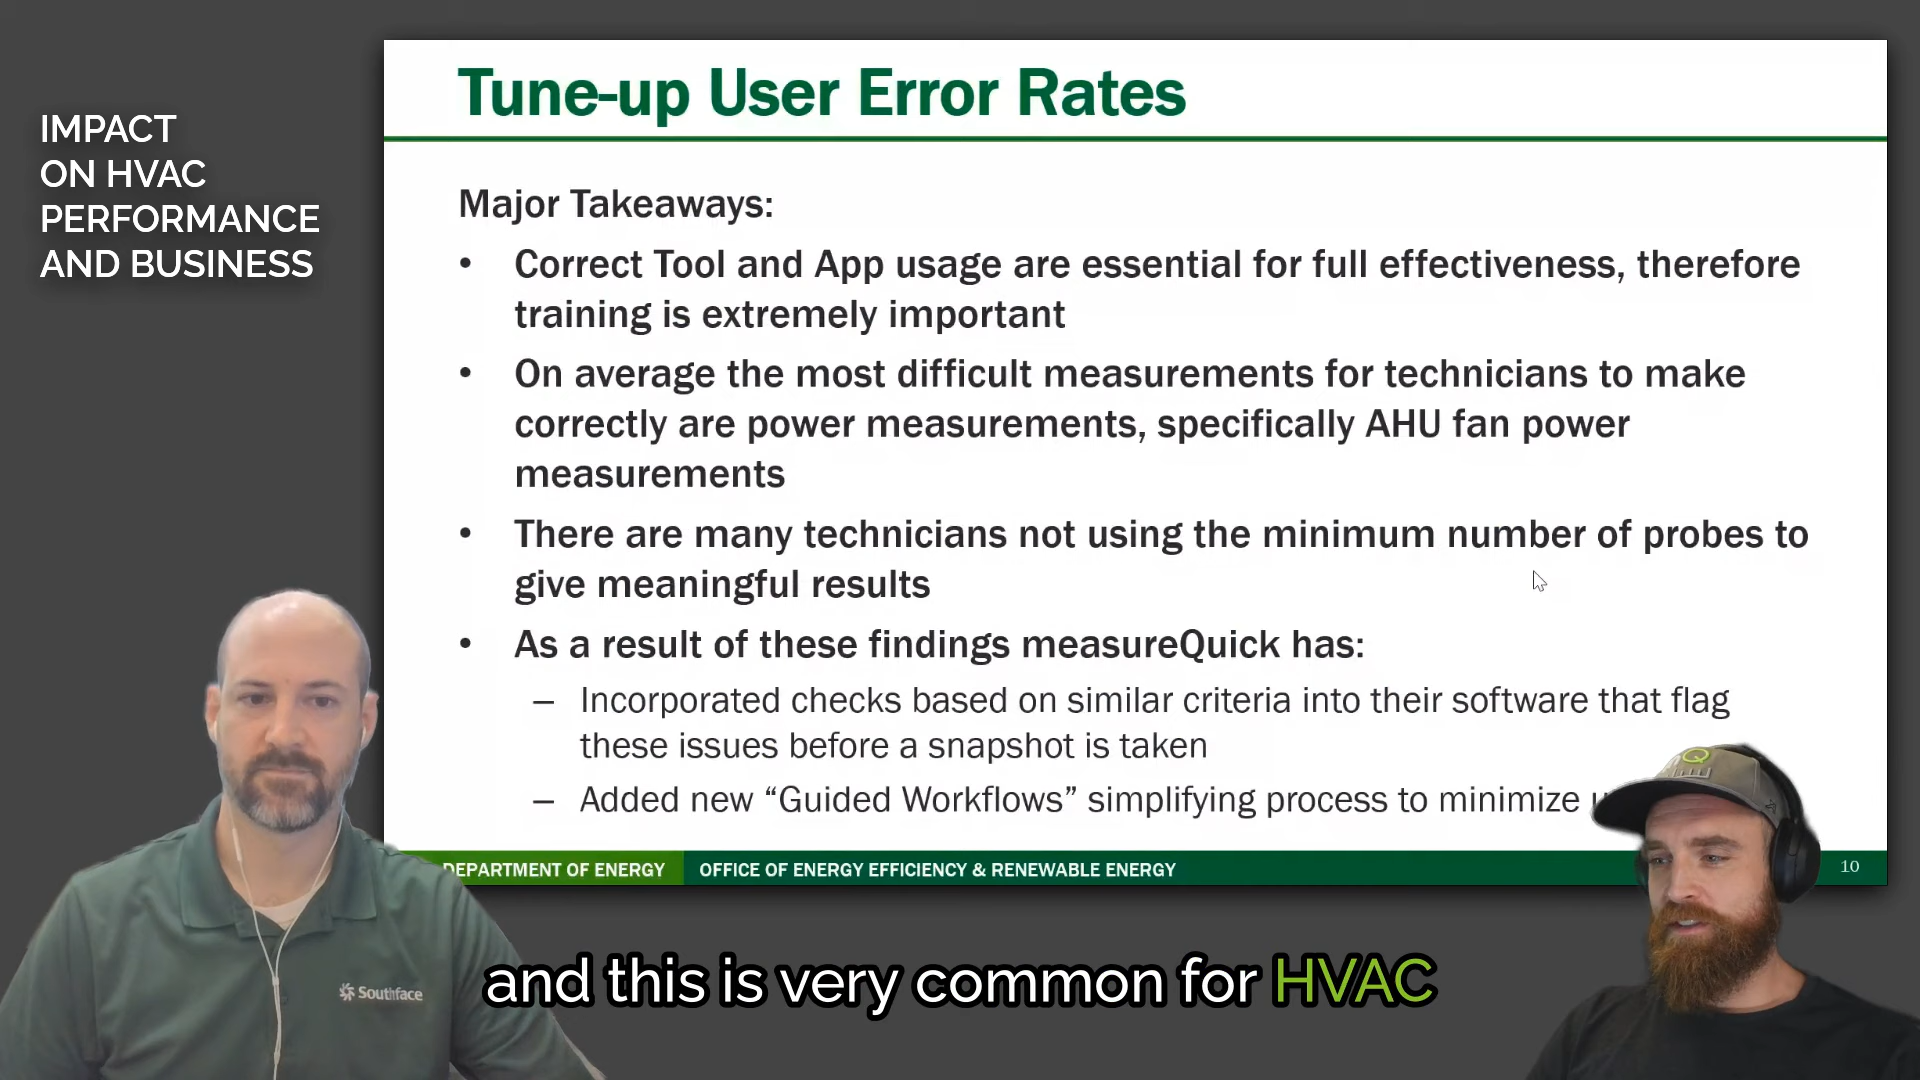 IMPACT
ON HVAC
PERFORMANCE
AND BUSINESS
Tune-up User Error Rates
Major Takeaways:
• Correct Tool and App usage are essential for full effectiveness, therefore
training is extremely important
• On average the most difficult measurements for technicians to make
correctly are power measurements, specifically AHU fan power
measurements
• There are many technicians not using the minimum number of probes to
give meaningful results
• As a result of these findings measureQuick has:
– Incorporated checks based on similar criteria into their software that flag
these issues before a snapshot is taken
– Added new “Guided Workflows” simplifying process to minimize
DEPARTMENT OF ENERGY OFFICE OF ENERGY EFFICIENCY & RENEWABLE ENERGY 10
Southface
and this is very common for HVAC